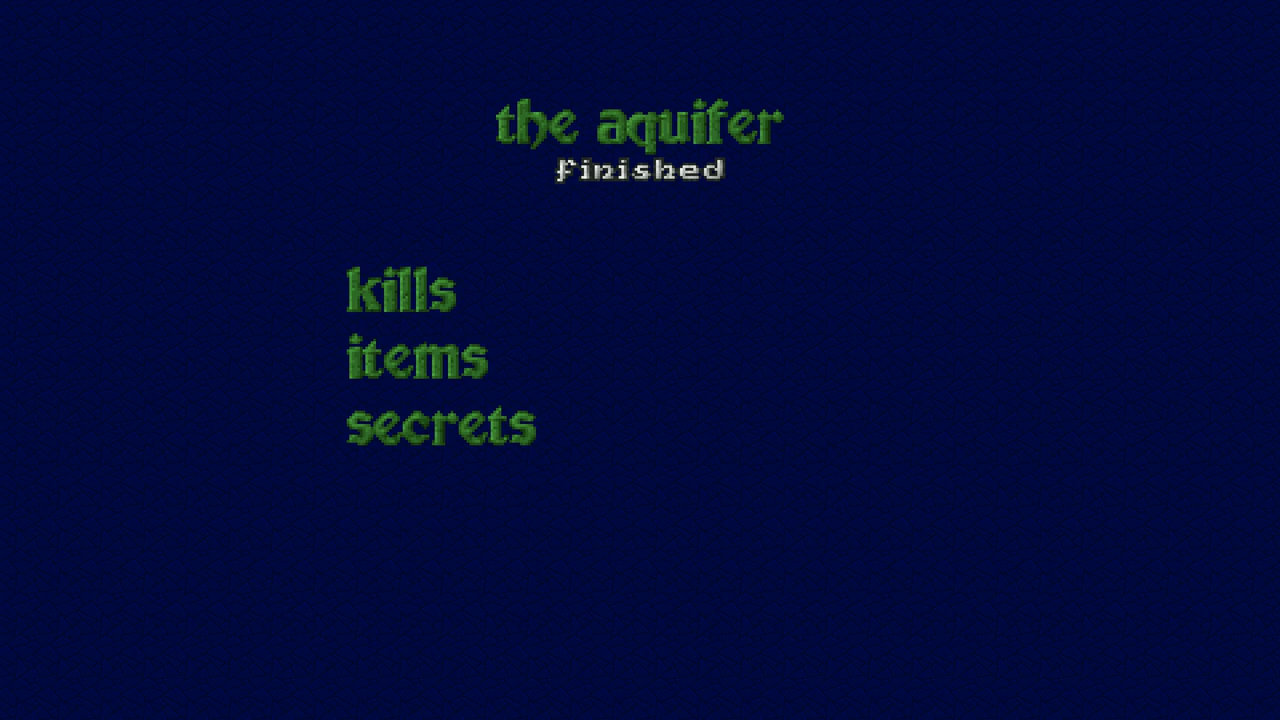 the aquifer
finished
kills
items
secrets